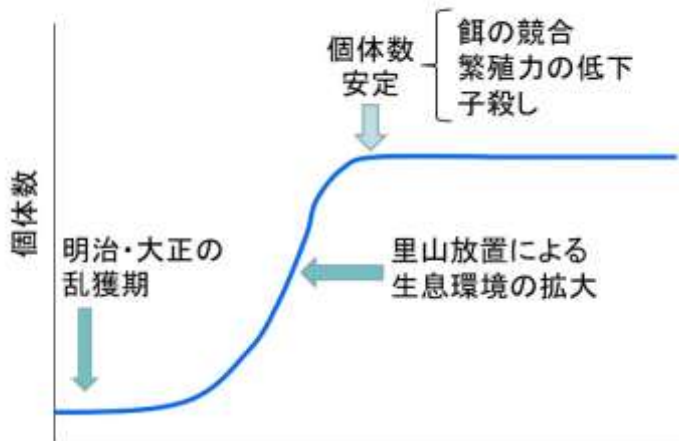 個体数
安定
餌の競合
繁殖力の低下
子殺し
個体数
明治・大正の
乱獲期
里山放置による
生息環境の拡大